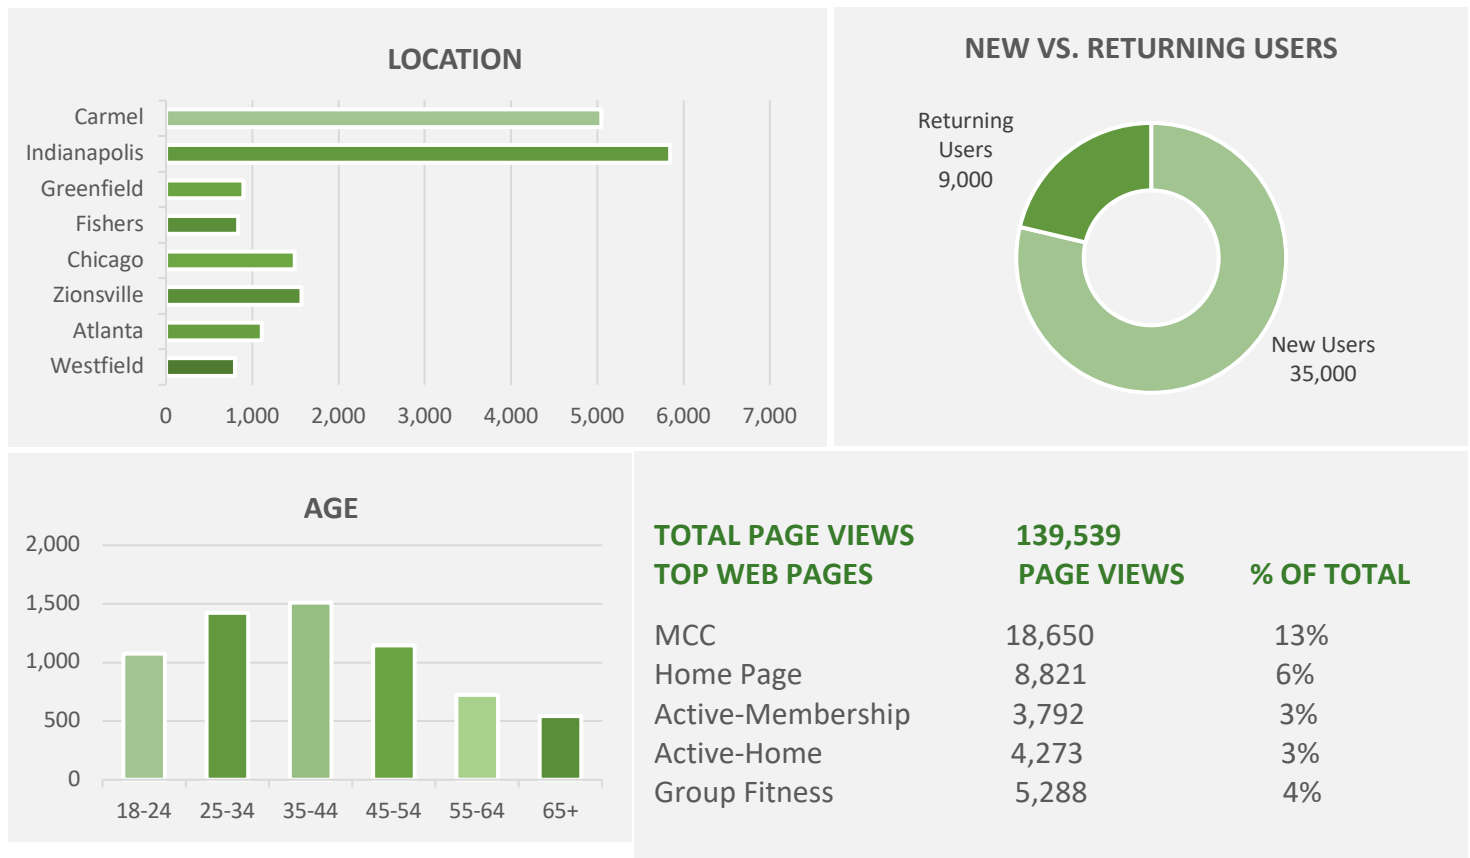 LOCATION
Carmel
Indianapolis
Greenfield
Fishers
Chicago
Zionsville
Atlanta
Westfield
0 1,000 2,000 3,000 4,000 5,000 6,000 7,000
NEW VS. RETURNING USERS
Returning
Users
9,000
New Users
35,000
AGE
2,000
1,500
1,000
500
0
18-24 25-34 35-44 45-54 55-64 65+
TOTAL PAGE VIEWS 139,539
TOP WEB PAGES PAGE VIEWS % OF TOTAL
MCC 18,650 13%
Home Page 8,821 6%
Active-Membership 3,792 3%
Active-Home 4,273 3%
Group Fitness 5,288 4%